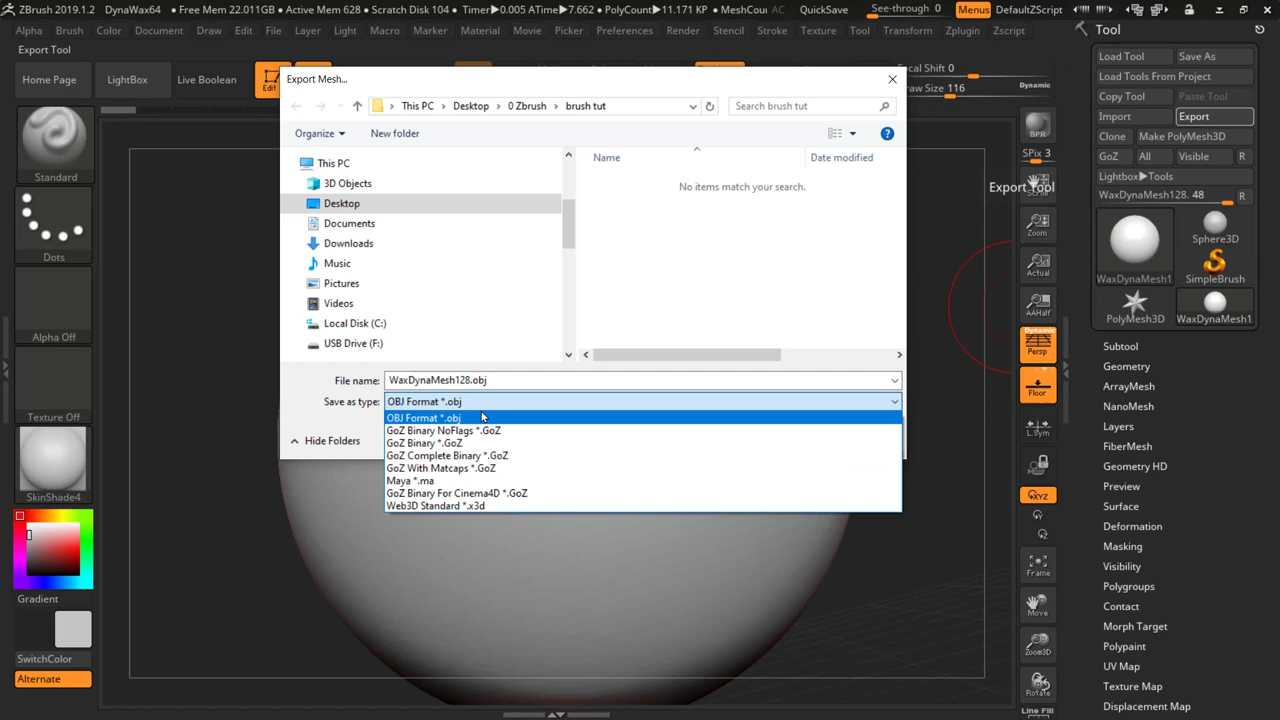 ZBrush 2019.1.2 DynaWax64 ● Free Mem 22.011GB ● Active Mem 628 ● Scratch Disk 104 ● Timer▶0.005 ATime▶7.662 ● PolyCount▶11.171 KP ● MeshCou
AC QuickSave See-through 0 Menus DefaultZScript
Alpha Brush Color Document Draw Edit File Layer Light Macro Marker Material Movie Picker Preferences Render Stencil Stroke Texture Tool Transform Zplugin Zscript
Export Tool
Home Page LightBox Live Boolean Edit
Focal Shift 0
Draw Size 116 Dynamic
Export Mesh...
This PC > Desktop > 0 Zbrush > brush tut
Search brush tut
Organize New folder
This PC
3D Objects
Desktop
Documents
Downloads
Music
Pictures
Videos
Local Disk (C:)
USB Drive (F:)
Name Date modified
No items match your search.
File name: WaxDynaMesh128.obj
Save as type: OBJ Format *.obj
OBJ Format *.obj
GoZ Binary NoFlags *.GoZ
GoZ Binary *.GoZ
GoZ Complete Binary *.GoZ
GoZ With Matcaps *.GoZ
Maya *.ma
GoZ Binary For Cinema4D *.GoZ
Web3D Standard *.x3d
Hide Folders
Standard
Dots
Alpha Off
Texture Off
SkinShade4
Gradient
SwitchColor
Alternate
BPR
SPix 3
Scroll
Export Tool
Zoom
Actual
AAHalf
Dynamic
Persp
Floor
L.Sym
XYZ
Y
Z
Frame
Move
Zoom3D
Rotate
Line Fill
Tool
Load Tool Save As
Load Tools From Project
Copy Tool Paste Tool
Import Export
Clone Make PolyMesh3D
GoZ All Visible R
Lightbox▶Tools
WaxDynaMesh128. 48 R
WaxDynaMesh1
Sphere3D
SimpleBrush
PolyMesh3D
WaxDynaMesh1
Subtool
Geometry
ArrayMesh
NanoMesh
Layers
FiberMesh
Geometry HD
Preview
Surface
Deformation
Masking
Visibility
Polygroups
Contact
Morph Target
Polypaint
UV Map
Texture Map
Displacement Map